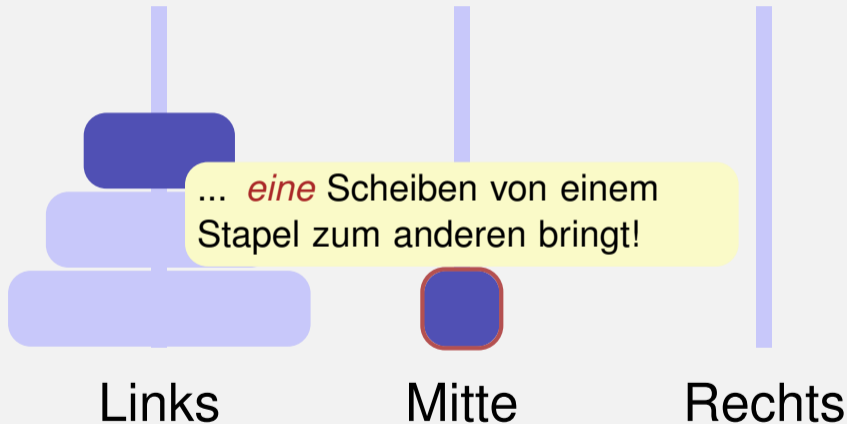 ... eine Scheiben von einem
Stapel zum anderen bringt!
Links Mitte Rechts